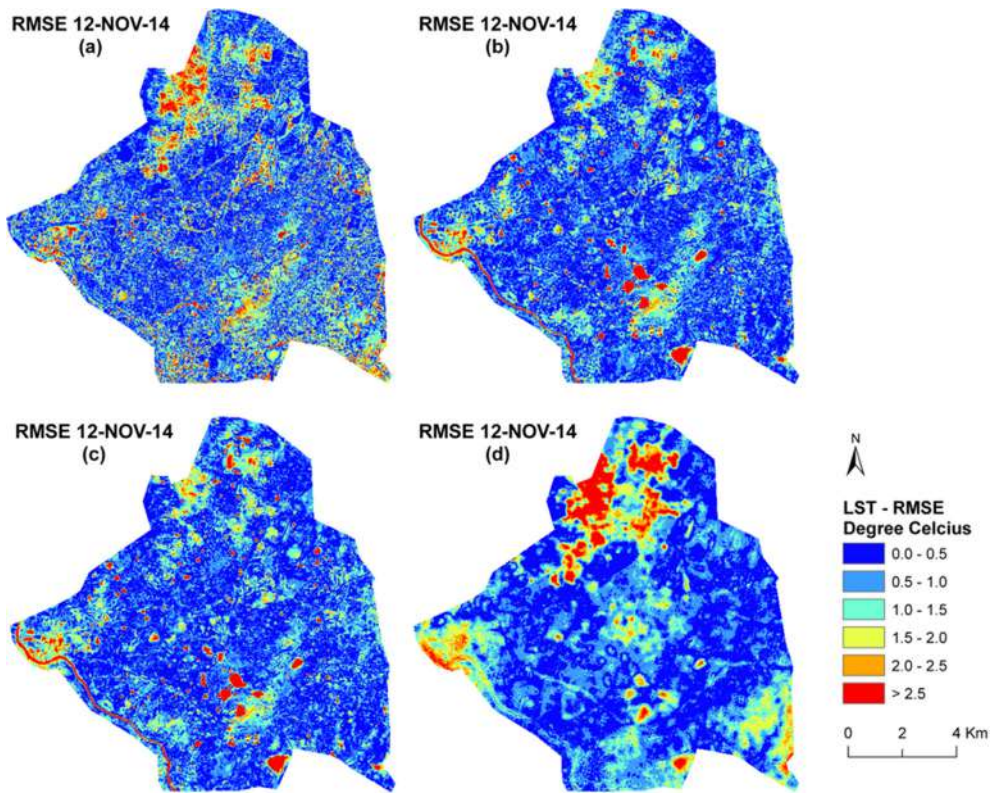 RMSE 12-NOV-14
(a)
RMSE 12-NOV-14
(b)
RMSE 12-NOV-14
(c)
RMSE 12-NOV-14
(d)
N
LST - RMSE
Degree Celcius
0.0 - 0.5
0.5 - 1.0
1.0 - 1.5
1.5 - 2.0
2.0 - 2.5
> 2.5
0 2 4 Km